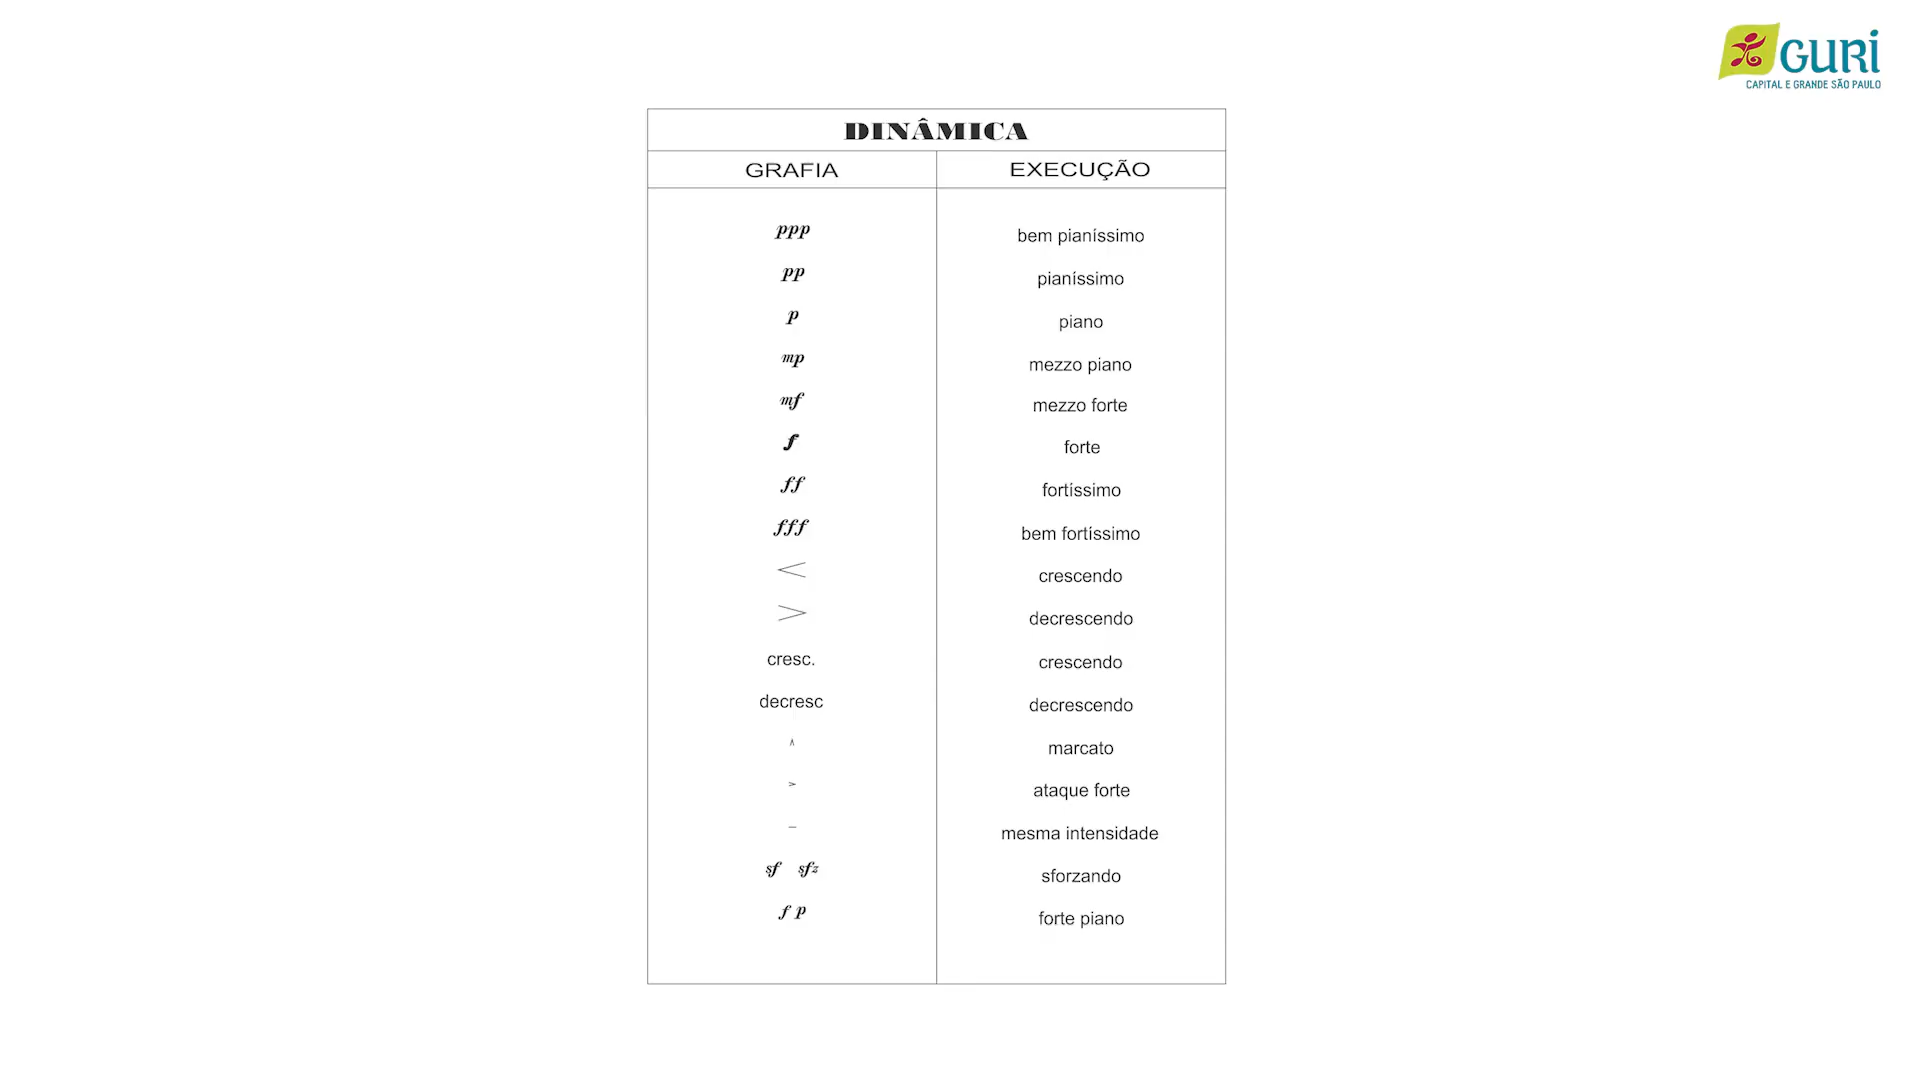 GURI
CAPITAL E GRANDE SÃO PAULO
DINÂMICA
GRAFIA EXECUÇÃO
ppp bem pianíssimo
pp pianíssimo
p piano
mp mezzo piano
mf mezzo forte
f forte
ff fortíssimo
fff bem fortíssimo
< crescendo
> decrescendo
cresc. crescendo
decresc decrescendo
^ marcato
> ataque forte
– mesma intensidade
sf sfz sforzando
f p forte piano